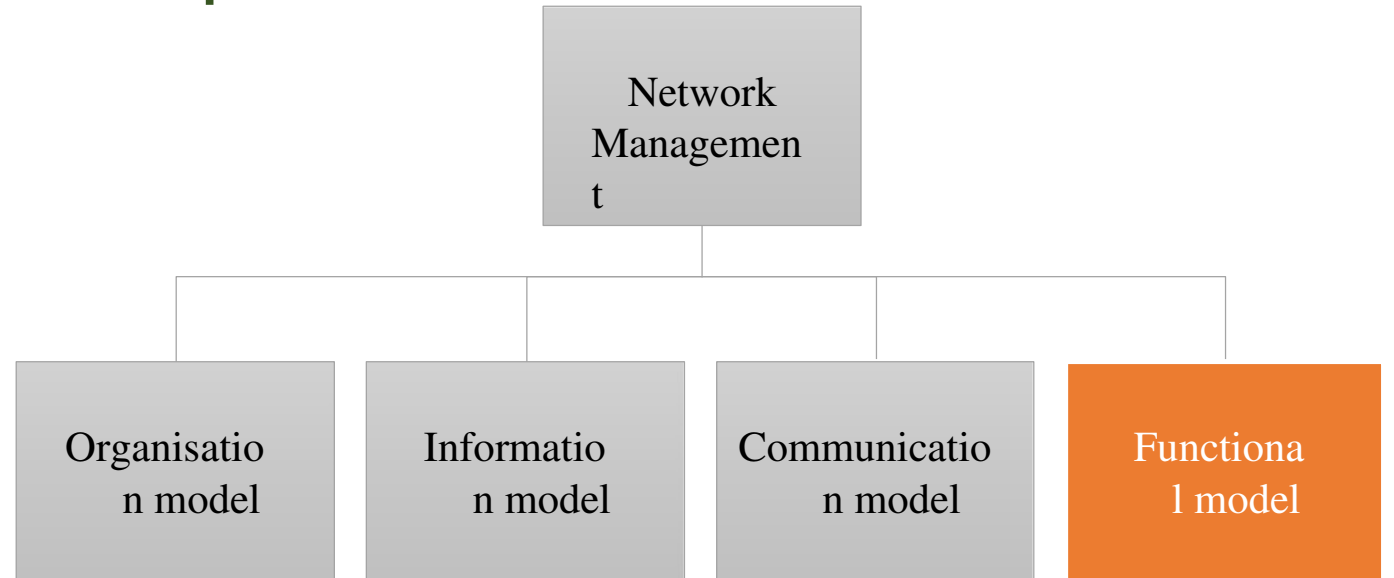 Network
Managemen
t
Organisatio
n model
Informatio
n model
Communicatio
n model
Functiona
l model